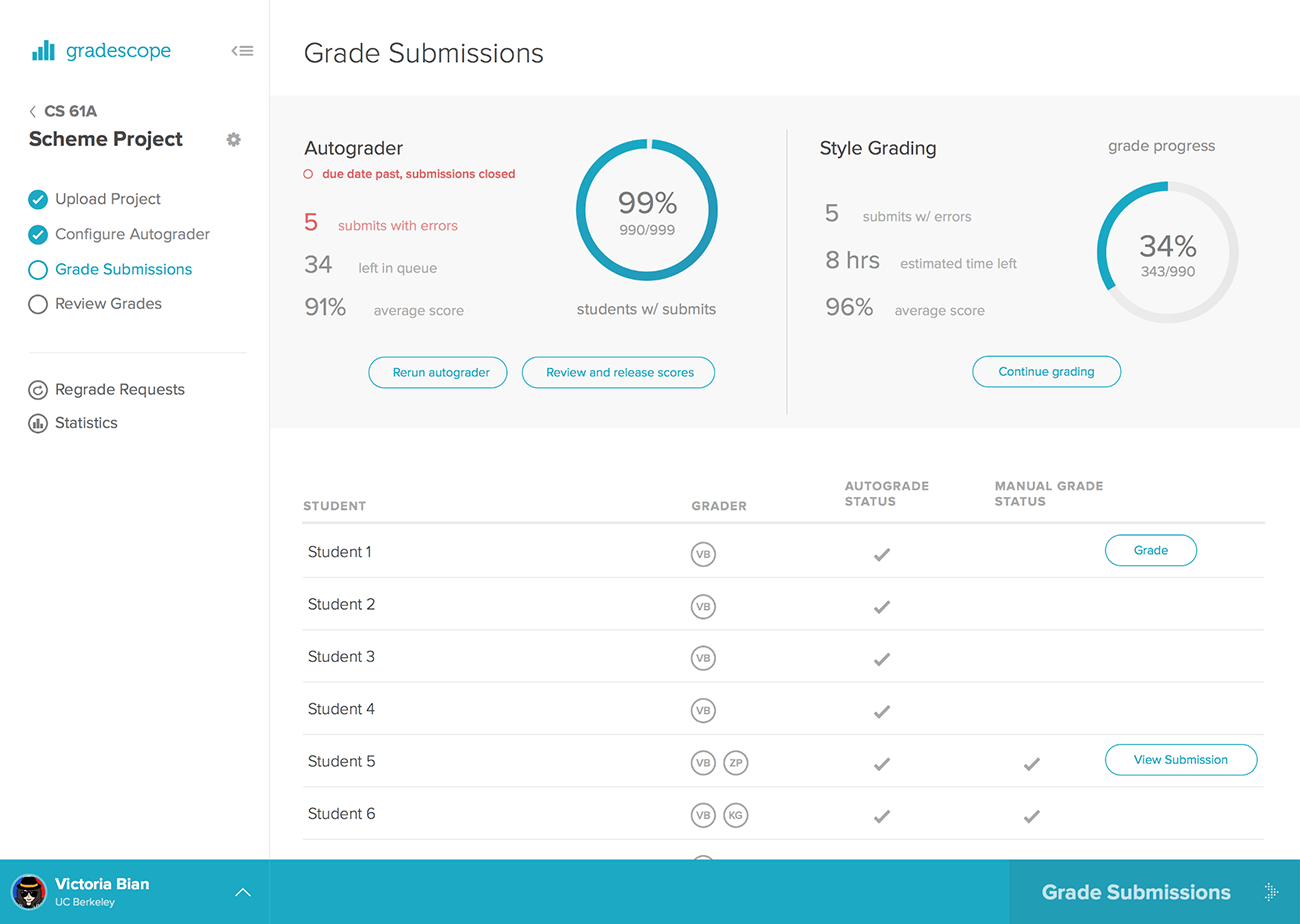 gradescope
CS 61A
Scheme Project
Upload Project
Configure Autograder
Grade Submissions
Review Grades
Regrade Requests
Statistics
Grade Submissions
Autograder
due date past, submissions closed
5 submits with errors
34 left in queue
91% average score
99%
990/999
students w/ submits
Rerun autograder
Review and release scores
Style Grading
grade progress
5 submits w/ errors
8 hrs estimated time left
96% average score
34%
343/990
Continue grading
STUDENT GRADER AUTOGRADE STATUS MANUAL GRADE STATUS
Student 1 VB Grade
Student 2 VB
Student 3 VB
Student 4 VB
Student 5 VB ZP View Submission
Student 6 VB KG
Victoria Bian
UC Berkeley
Grade Submissions